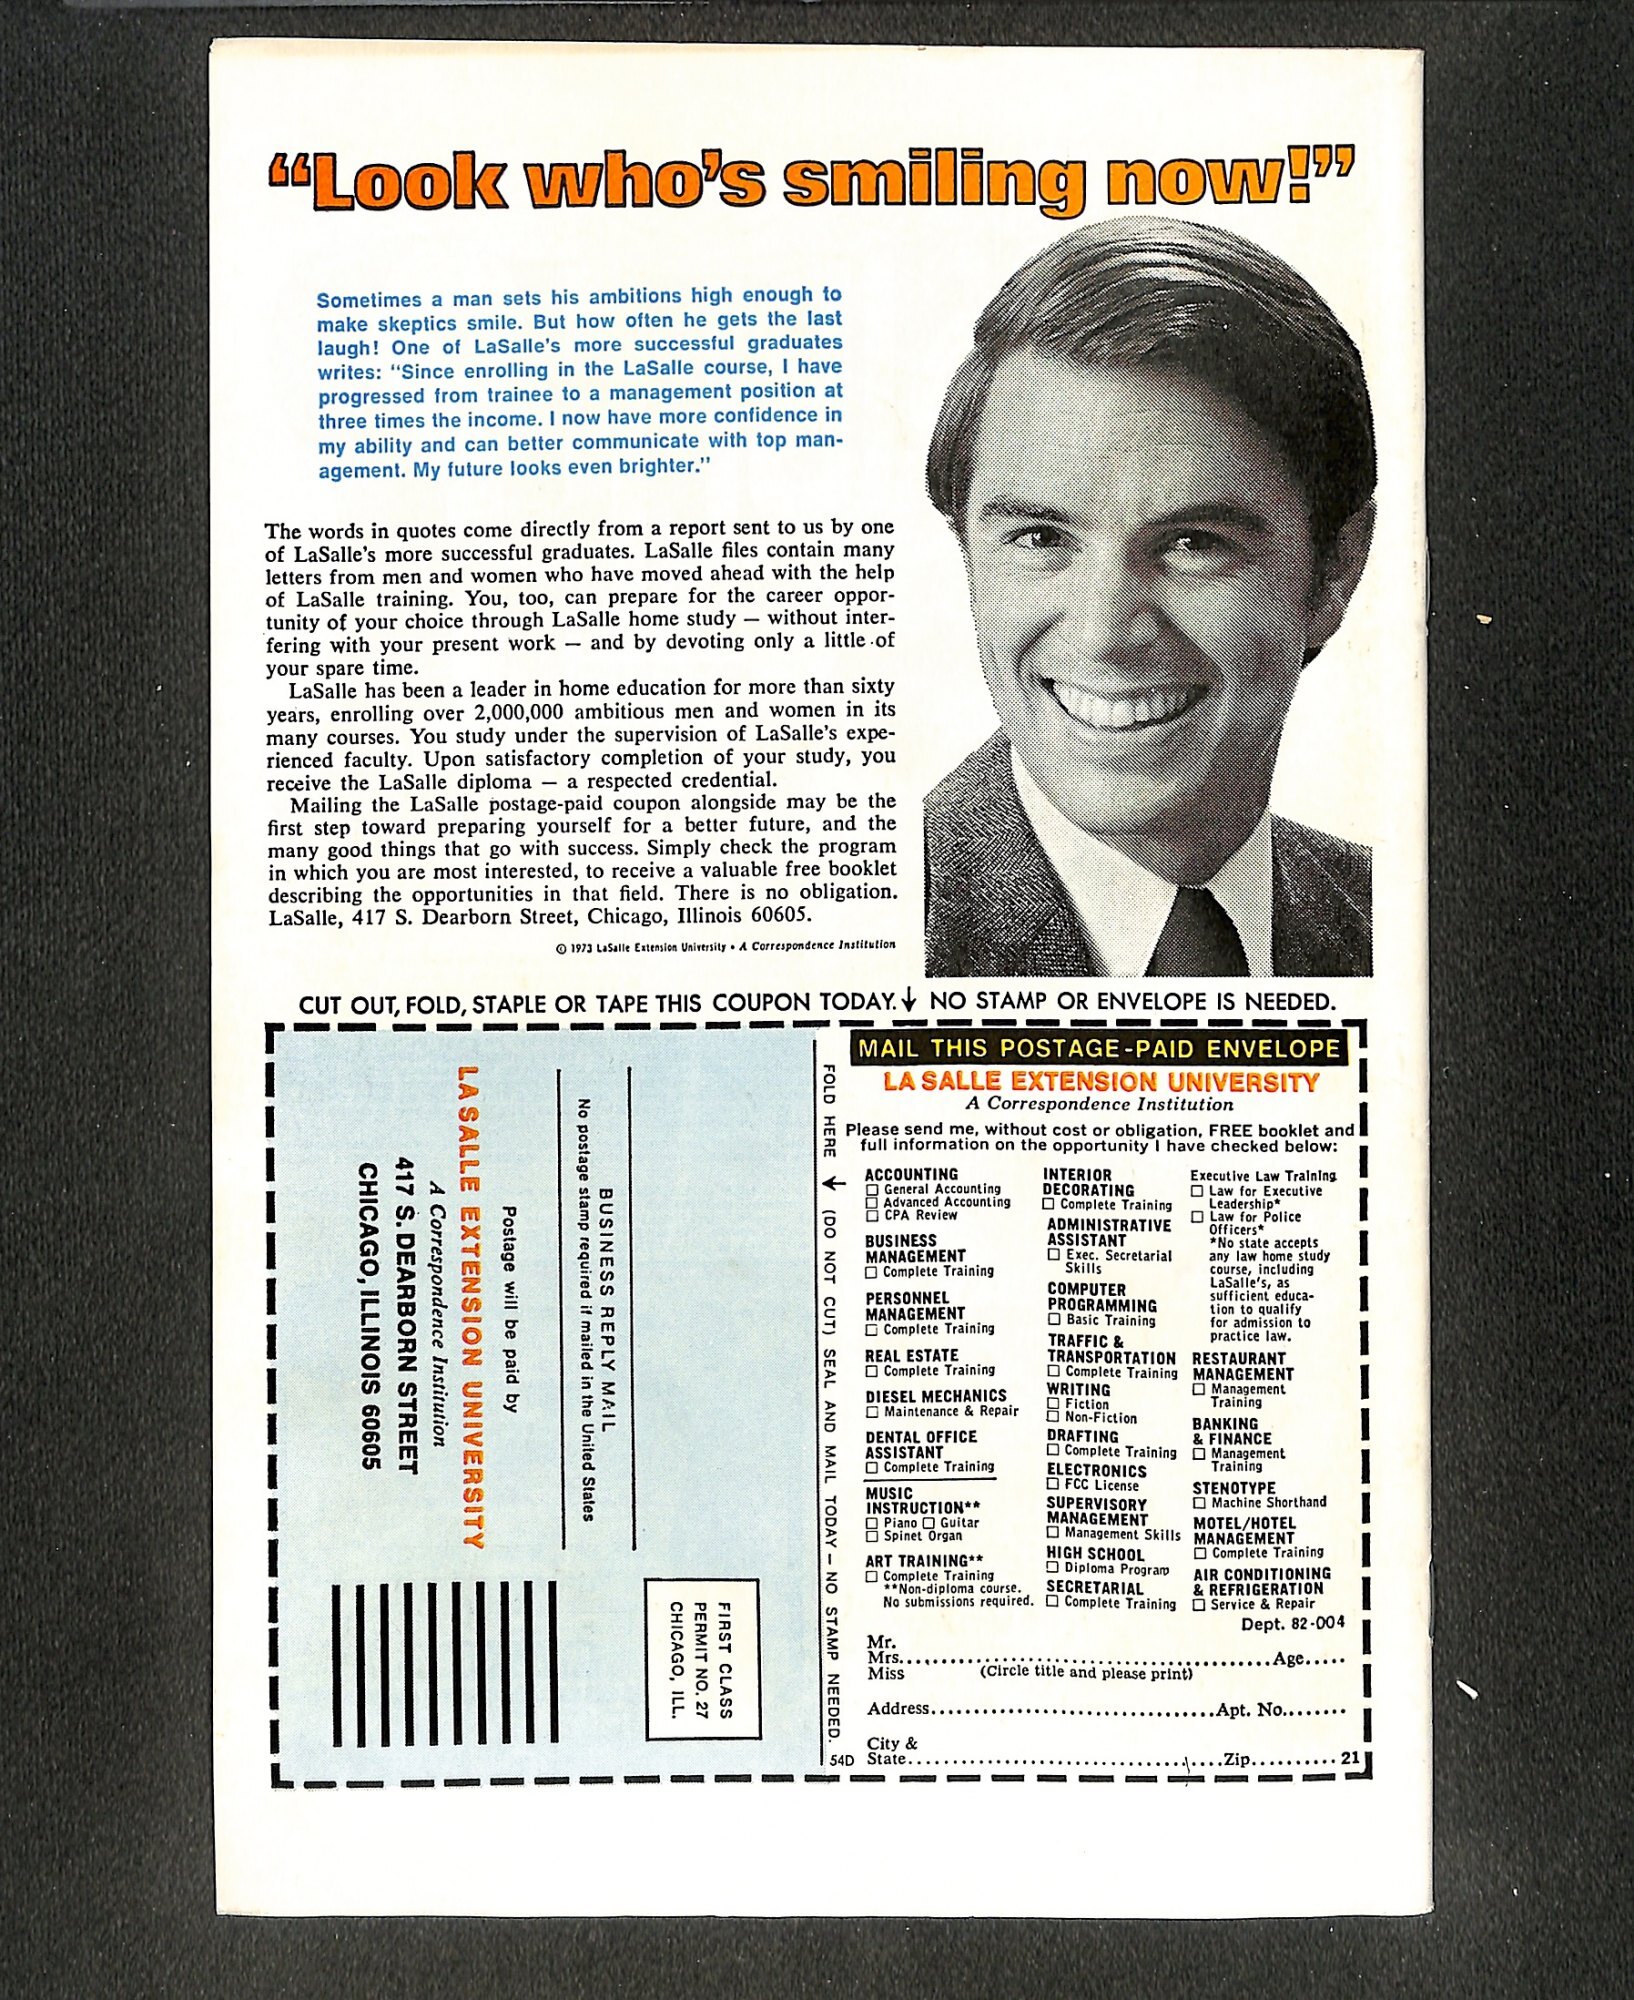 “Look who’s smiling now!”
Sometimes a man sets his ambitions high enough to
make skeptics smile. But how often he gets the last
laugh! One of LaSalle’s more successful graduates
writes: “Since enrolling in the LaSalle course, I have
progressed from trainee to a management position at
three times the income. I now have more confidence in
my ability and can better communicate with top man-
agement. My future looks even brighter.”
The words in quotes come directly from a report sent to us by one
of LaSalle’s more successful graduates. LaSalle files contain many
letters from men and women who have moved ahead with the help
of LaSalle training. You, too, can prepare for the career oppor-
tunity of your choice through LaSalle home study — without inter-
fering with your present work — and by devoting only a little of
your spare time.
LaSalle has been a leader in home education for more than sixty
years, enrolling over 2,000,000 ambitious men and women in its
many courses. You study under the supervision of LaSalle’s expe-
rienced faculty. Upon satisfactory completion of your study, you
receive the LaSalle diploma — a respected credential.
Mailing the LaSalle postage-paid coupon alongside may be the
first step toward preparing yourself for a better future, and the
many good things that go with success. Simply check the program
in which you are most interested, to receive a valuable free booklet
describing the opportunities in that field. There is no obligation.
LaSalle, 417 S. Dearborn Street, Chicago, Illinois 60605.
© 1973 LaSalle Extension University • A Correspondence Institution
CUT OUT, FOLD, STAPLE OR TAPE THIS COUPON TODAY.↓ NO STAMP OR ENVELOPE IS NEEDED.
FIRST CLASS
PERMIT NO. 27
CHICAGO, ILL.
BUSINESS REPLY MAIL
No postage stamp required if mailed in the United States
Postage will be paid by
LA SALLE EXTENSION UNIVERSITY
A Correspondence Institution
417 S. DEARBORN STREET
CHICAGO, ILLINOIS 60605
FOLD HERE ↓ (DO NOT CUT) SEAL AND MAIL TODAY — NO STAMP NEEDED.
MAIL THIS POSTAGE-PAID ENVELOPE
LA SALLE EXTENSION UNIVERSITY
A Correspondence Institution
Please send me, without cost or obligation, FREE booklet and
full information on the opportunity I have checked below:
ACCOUNTING
☐ General Accounting
☐ Advanced Accounting
☐ CPA Review
BUSINESS
MANAGEMENT
☐ Complete Training
PERSONNEL
MANAGEMENT
☐ Complete Training
REAL ESTATE
☐ Complete Training
DIESEL MECHANICS
☐ Maintenance & Repair
DENTAL OFFICE
ASSISTANT
☐ Complete Training
MUSIC
INSTRUCTION**
☐ Piano ☐ Guitar
☐ Spinet Organ
ART TRAINING**
☐ Complete Training
**Non-diploma course.
No submissions required.
INTERIOR
DECORATING
☐ Complete Training
ADMINISTRATIVE
ASSISTANT
☐ Exec. Secretarial
Skills
COMPUTER
PROGRAMMING
☐ Basic Training
TRAFFIC &
TRANSPORTATION
☐ Complete Training
WRITING
☐ Fiction
☐ Non-Fiction
DRAFTING
☐ Complete Training
ELECTRONICS
☐ FCC License
SUPERVISORY
MANAGEMENT
☐ Management Skills
HIGH SCHOOL
☐ Diploma Program
SECRETARIAL
☐ Complete Training
Executive Law Training
☐ Law for Executive
Leadership*
☐ Law for Police
Officers*
*No state accepts
any law home study
course, including
LaSalle’s, as
sufficient educa-
tion to qualify
for admission to
practice law.
RESTAURANT
MANAGEMENT
☐ Management
Training
BANKING
& FINANCE
☐ Management
Training
STENOTYPE
☐ Machine Shorthand
MOTEL/HOTEL
MANAGEMENT
☐ Complete Training
AIR CONDITIONING
& REFRIGERATION
☐ Service & Repair
Dept. 82-004
Mr.
Mrs.......................................................Age.....
Miss (Circle title and please print)
Address.........................................Apt. No........
City &
54D State.............................................Zip........... 21